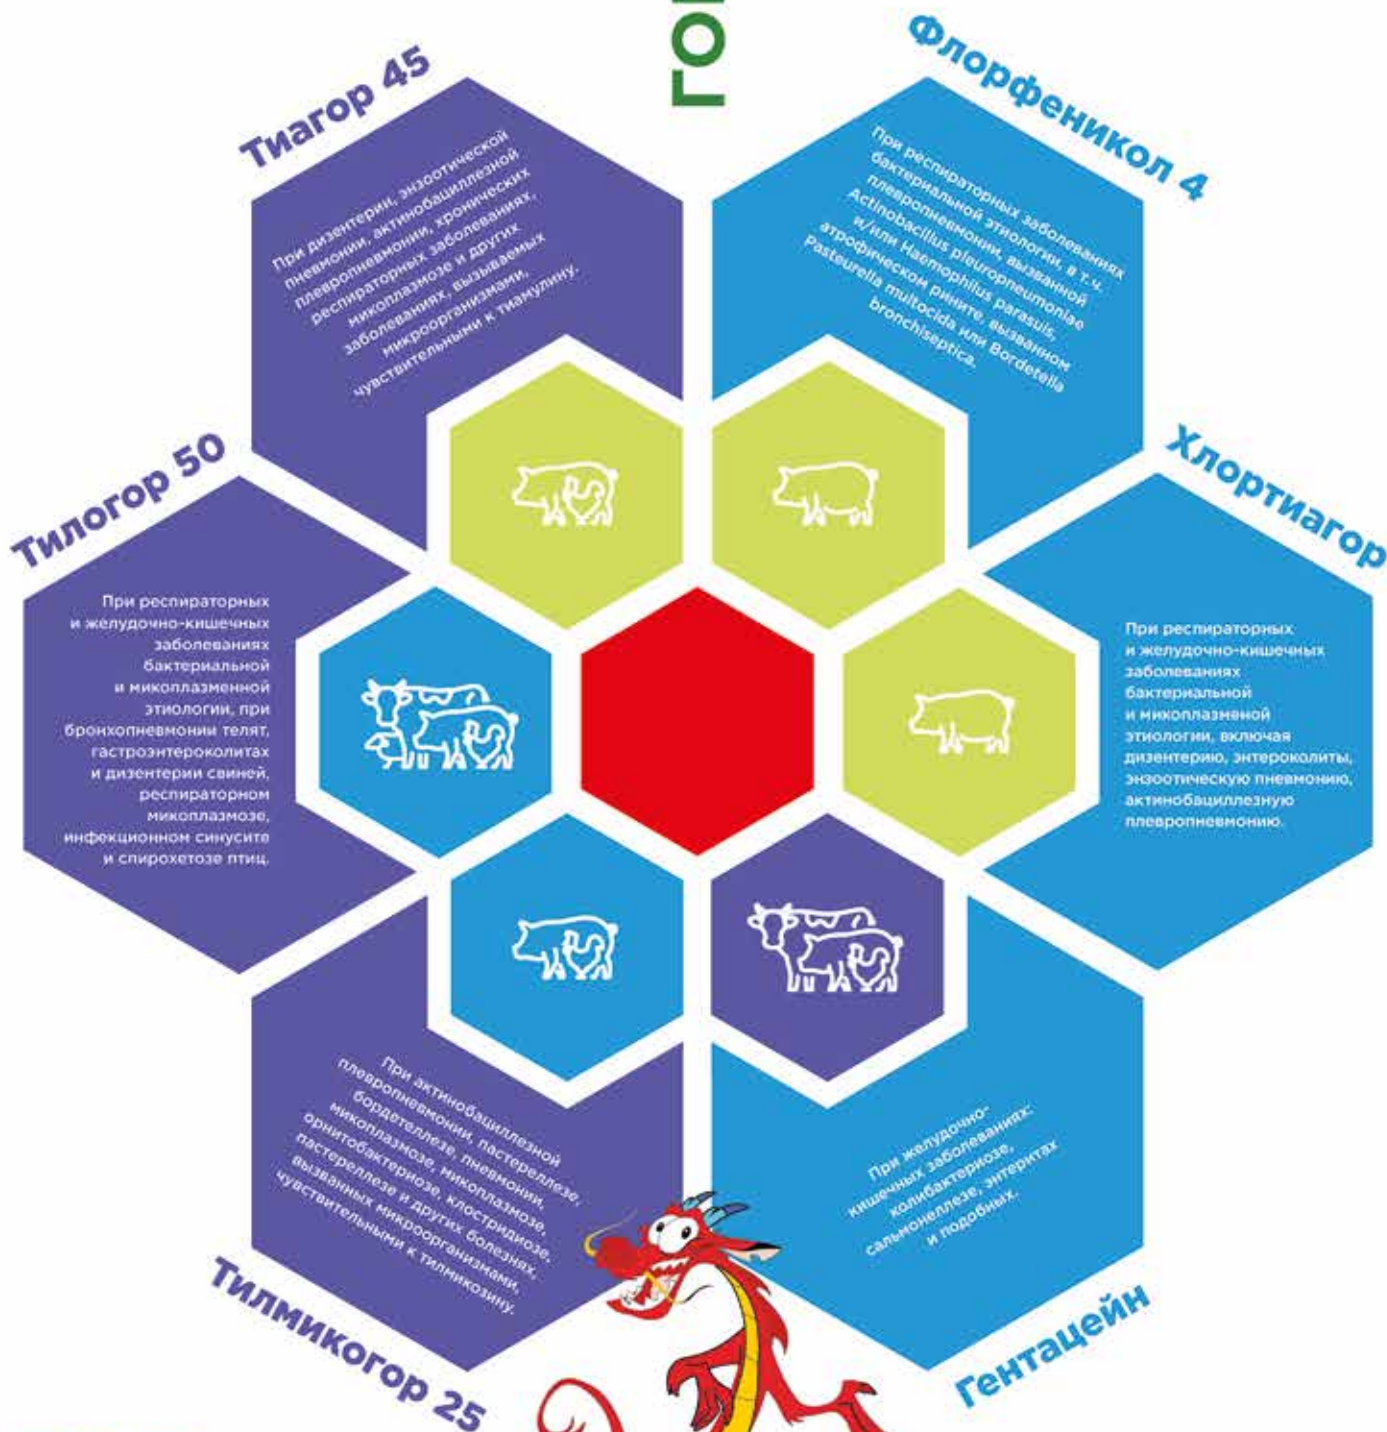 ГО
Тиагор 45
При дизентерии, энзоотической
пневмонии, актинобациллезной
плевропневмонии, хронических
респираторных заболеваниях,
микоплазмозе и других
заболеваниях, вызываемых
микроорганизмами,
чувствительными к тиамулину.
Флорфеникол 4
При респираторных заболеваниях
бактериальной этиологии, в т.ч.
плевропневмонии, вызванной
Actinobacillus pleuropneumoniae
и/или Haemophilus parasuis,
атрофическом рините, вызванном
Pasteurella multocida или Bordetella
bronchiseptica.
Тилогор 50
При респираторных
и желудочно-кишечных
заболеваниях
бактериальной
и микоплазменной
этиологии, при
бронхопневмонии телят,
гастроэнтероколитах
и дизентерии свиней,
респираторном
микоплазмозе,
инфекционном синусите
и спирохетозе птиц.
Хлортиагор
При респираторных
и желудочно-кишечных
заболеваниях
бактериальной
и микоплазменой
этиологии, включая
дизентерию, энтероколиты,
энзоотическую пневмонию,
актинобациллезную
плевропневмонию.
При актинобациллезной
плевропневмонии, пастереллезе,
бордетеллезе, пневмонии,
микоплазмозе, микоплазмозе,
орнитобактериозе, клостридиозе,
пастереллезе и других болезнях,
вызванных микроорганизмами,
чувствительными к тилмикозину.
Тилмикогор 25
При желудочно-
кишечных заболеваниях:
колибактериозе,
сальмонеллезе, энтеритах
и подобных.
Гентацейн